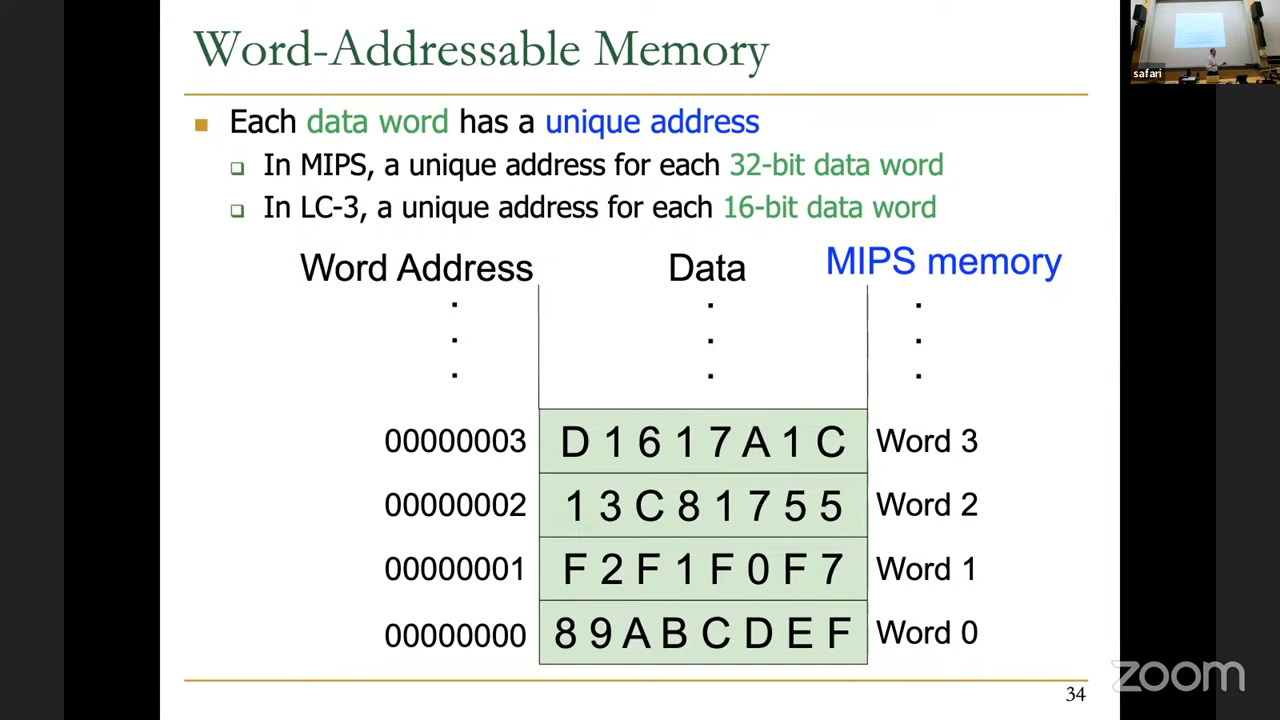 Word-Addressable Memory
safari
Each data word has a unique address
In MIPS, a unique address for each 32-bit data word
In LC-3, a unique address for each 16-bit data word
Word Address Data MIPS memory
00000003 D 1 6 1 7 A 1 C Word 3
00000002 1 3 C 8 1 7 5 5 Word 2
00000001 F 2 F 1 F 0 F 7 Word 1
00000000 8 9 A B C D E F Word 0
34
zoom